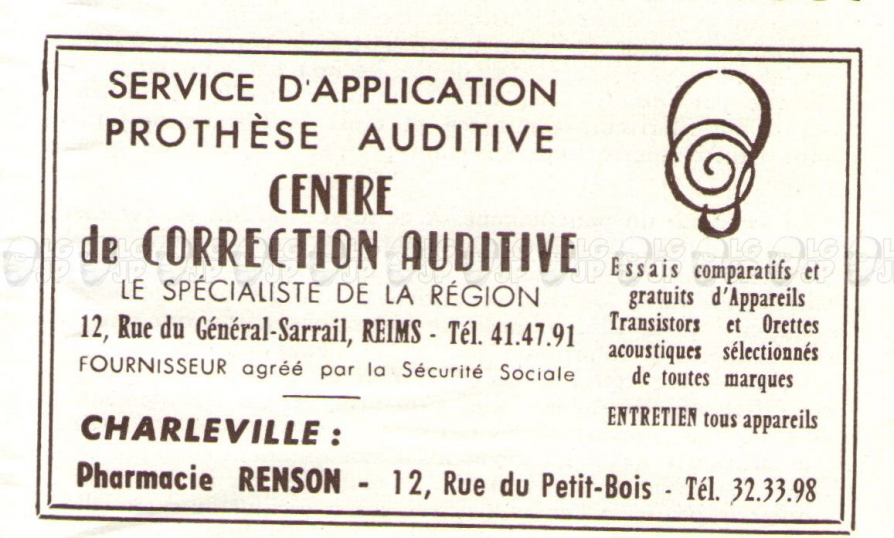 SERVICE D'APPLICATION
PROTHÈSE AUDITIVE
CENTRE
de CORRECTION AUDITIVE
LE SPÉCIALISTE DE LA RÉGION
12, Rue du Général-Sarrail, REIMS - Tél. 41.47.91
FOURNISSEUR agréé par la Sécurité Sociale
Essais comparatifs et
gratuits d'Appareils
Transistors et Orettes
acoustiques sélectionnés
de toutes marques
ENTRETIEN tous appareils
CHARLEVILLE :
Pharmacie RENSON - 12, Rue du Petit-Bois - Tél. 32.33.98